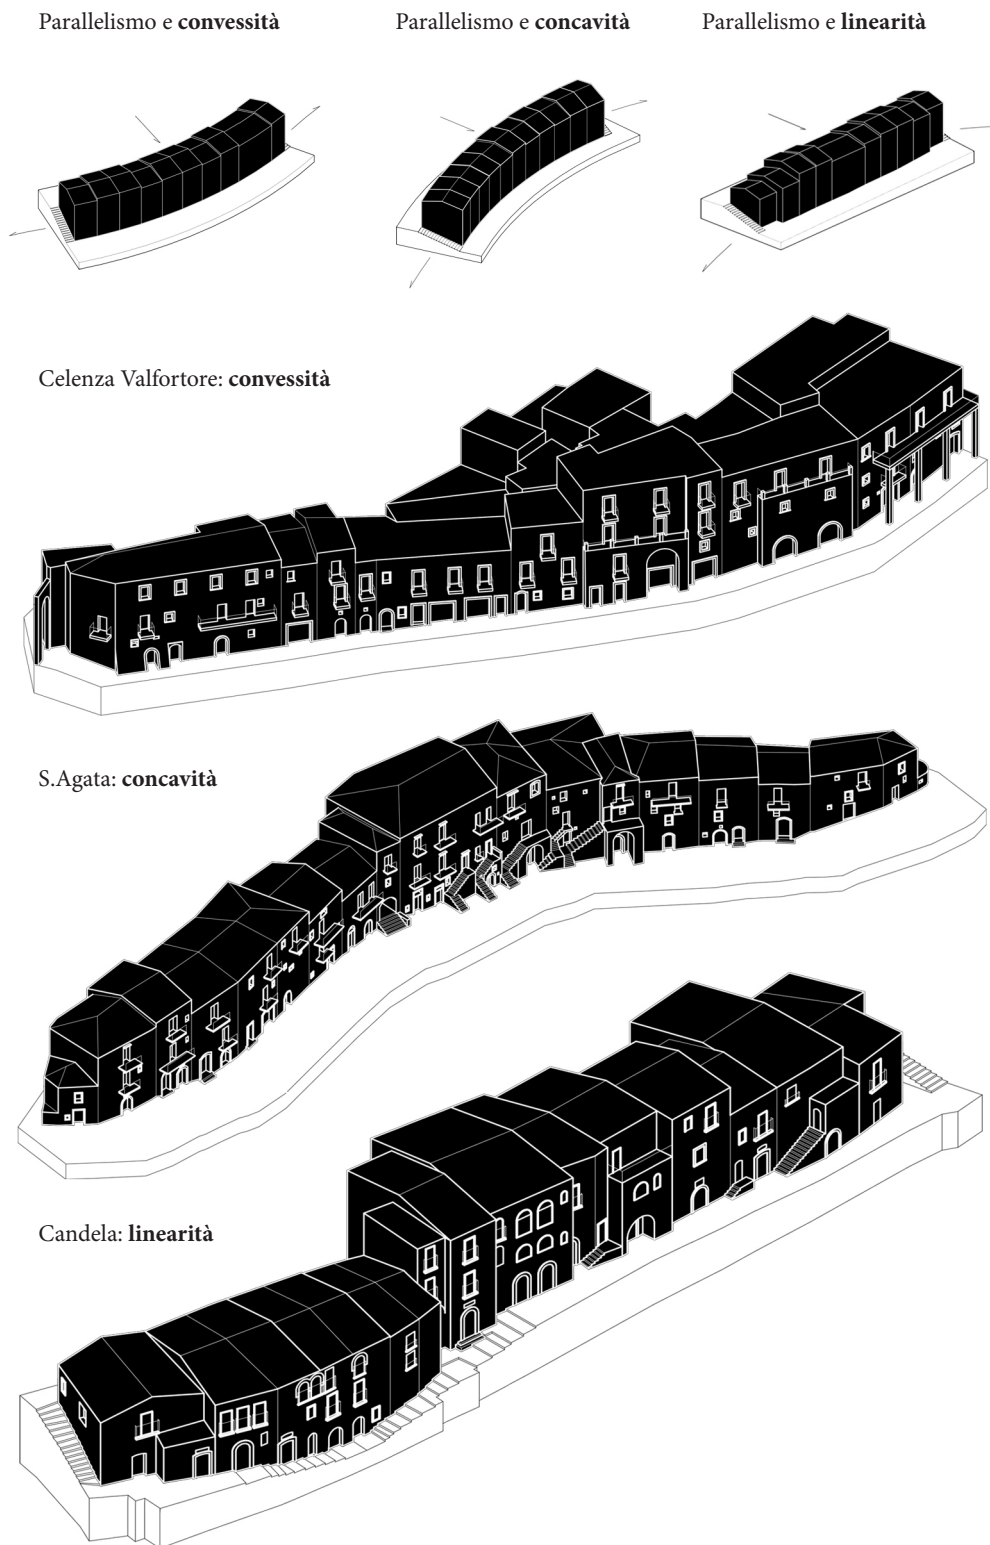 Parallelismo e convessità
Parallelismo e concavità
Parallelismo e linearità
Celenza Valfortore: convessità
S.Agata: concavità
Candela: linearità